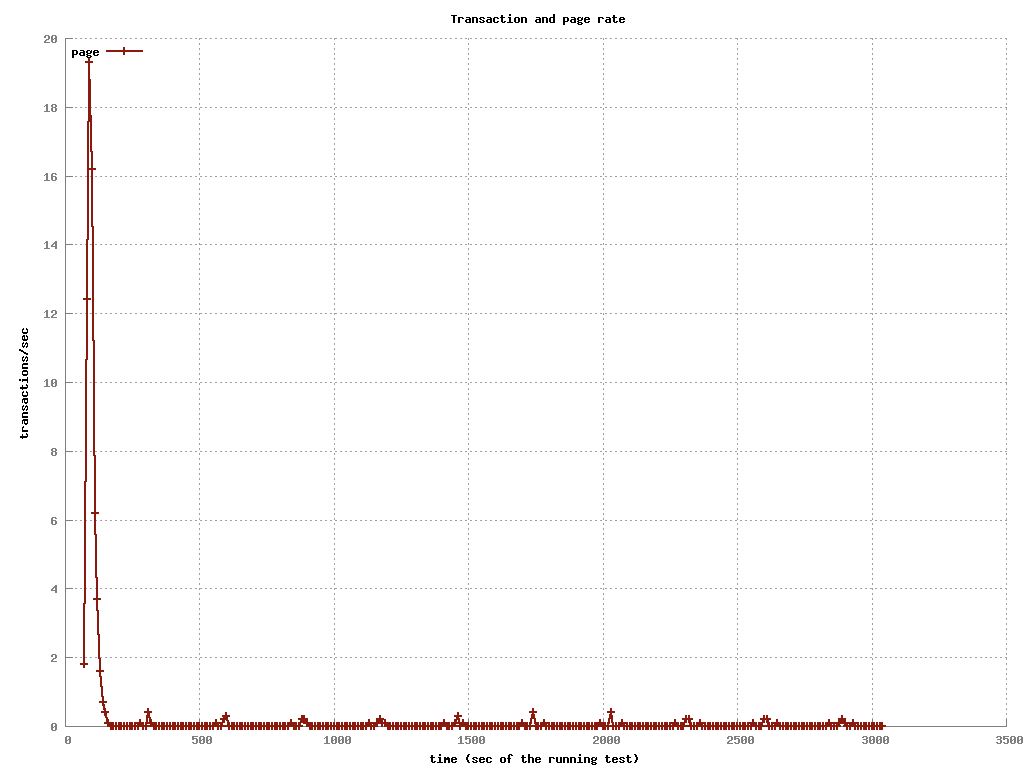 Transaction and page rate
page
20
18
16
14
12
10
8
6
4
2
0
transactions/sec
0 500 1000 1500 2000 2500 3000 3500
time (sec of the running test)